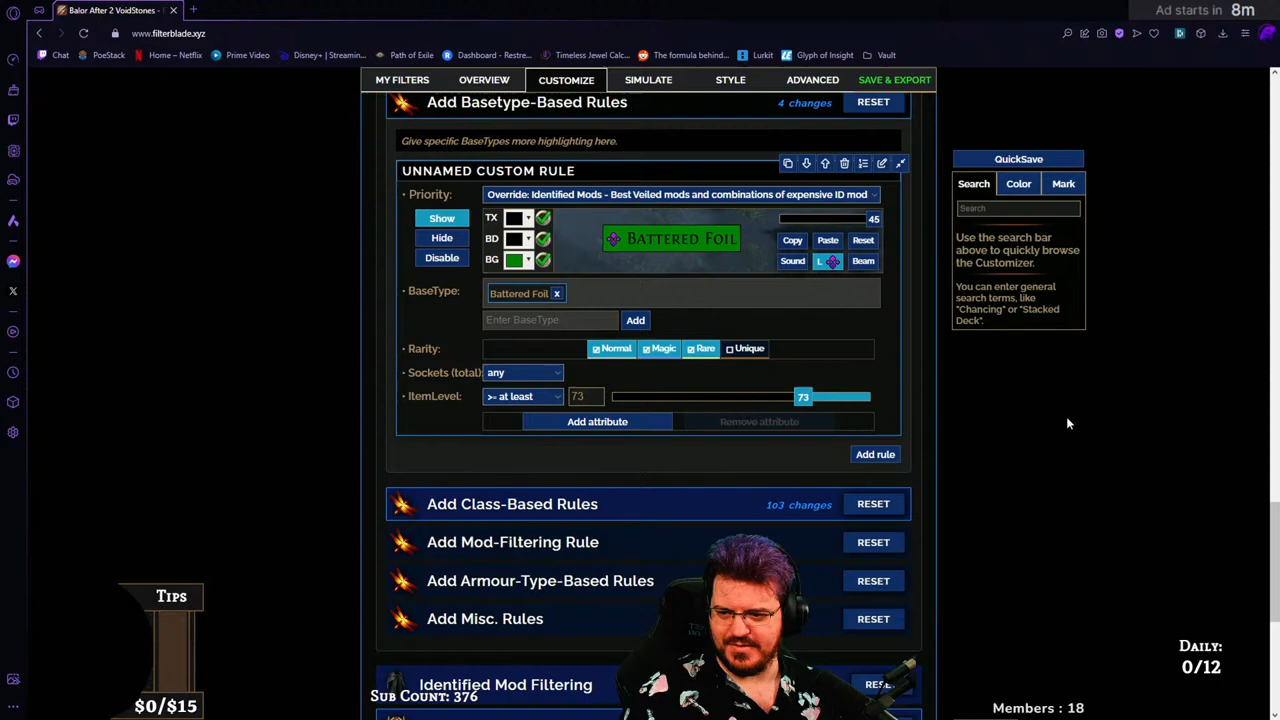 Balor After 2 VoidStones -
Ad starts in 8m
www.filterblade.xyz
Chat PoeStack Home – Netflix Prime Video Disney+ | Streamin... Path of Exile Dashboard - Restre... Timeless Jewel Calc... The formula behind... Lurkit Glyph of Insight Vault
MY FILTERS OVERVIEW CUSTOMIZE SIMULATE STYLE ADVANCED SAVE & EXPORT
Add Basetype-Based Rules 4 changes RESET
Give specific BaseTypes more highlighting here.
UNNAMED CUSTOM RULE
Priority: Override: Identified Mods - Best Veiled mods and combinations of expensive ID mod
Show TX 45
Hide BD Battered Foil Copy Paste Reset
Disable BG Sound L Beam
BaseType: Battered Foil x
Enter BaseType Add
Rarity: Normal Magic Rare Unique
Sockets (total): any
ItemLevel: >= at least 73 73
Add attribute Remove attribute
Add rule
Add Class-Based Rules 103 changes RESET
Add Mod-Filtering Rule RESET
Add Armour-Type-Based Rules RESET
Add Misc. Rules RESET
Identified Mod Filtering
QuickSave
Search Color Mark
Search
Use the search bar
above to quickly browse
the Customizer.
You can enter general
search terms, like
"Chancing" or "Stacked
Deck".
Tips
$0/$15
Sub Count: 376
Daily:
0/12
Members : 18